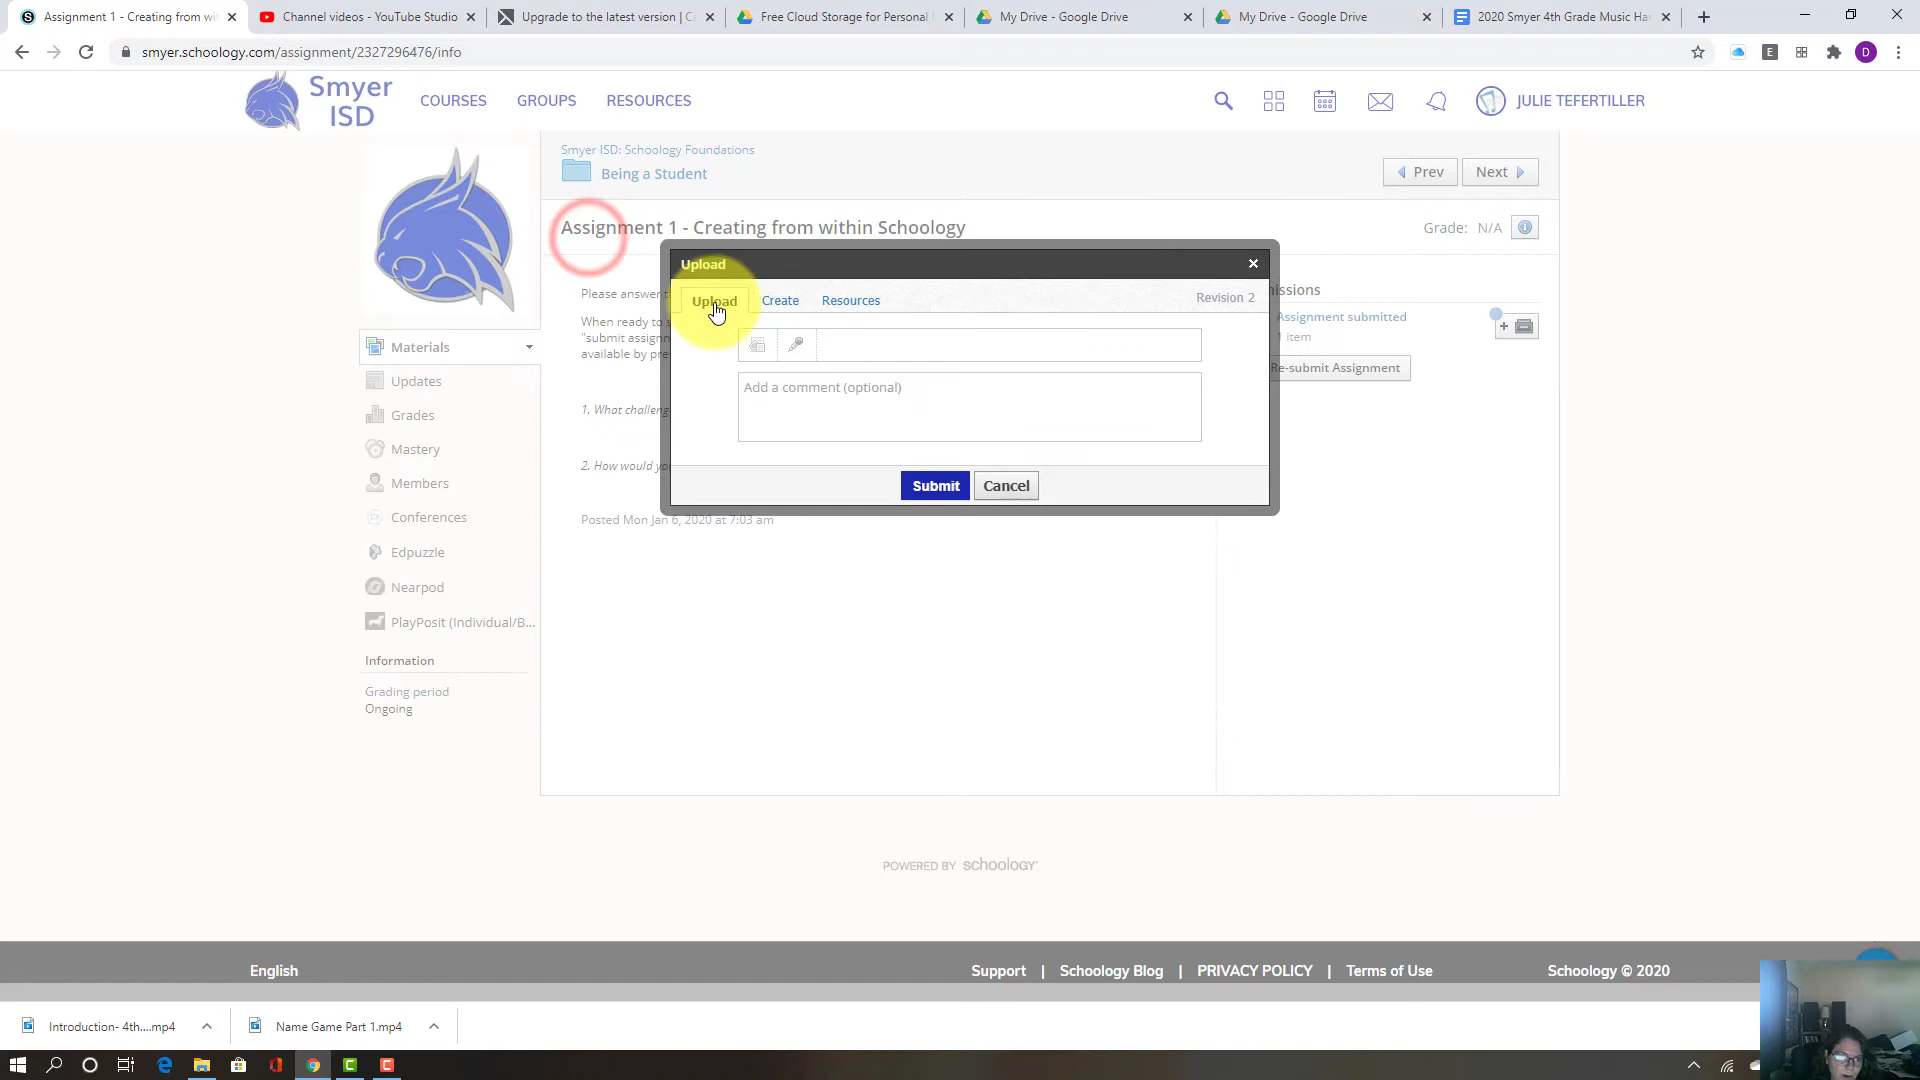 Assignment 1 - Creating from with
Channel videos - YouTube Studio
Upgrade to the latest version | C
Free Cloud Storage for Personal
My Drive - Google Drive
My Drive - Google Drive
2020 Smyer 4th Grade Music Ha
smyer.schoology.com/assignment/2327296476/info
E
D
Smyer
ISD
COURSES
GROUPS
RESOURCES
JULIE TEFERTILLER
Smyer ISD: Schoology Foundations
Being a Student
Prev
Next
Assignment 1 - Creating from within Schoology
Grade: N/A
Upload
Upload
Create
Resources
Revision 2
Add a comment (optional)
Submit
Cancel
Please answer
When ready to
"submit assignm
available by pre
1. What challeng
2. How would yo
Posted Mon Jan 6, 2020 at 7:03 am
missions
Assignment submitted
1 item
Re-submit Assignment
Materials
Updates
Grades
Mastery
Members
Conferences
Edpuzzle
Nearpod
PlayPosit (Individual/B...
Information
Grading period
Ongoing
POWERED BY schoology
English
Support | Schoology Blog | PRIVACY POLICY | Terms of Use
Schoology © 2020
Introduction- 4th....mp4
Name Game Part 1.mp4